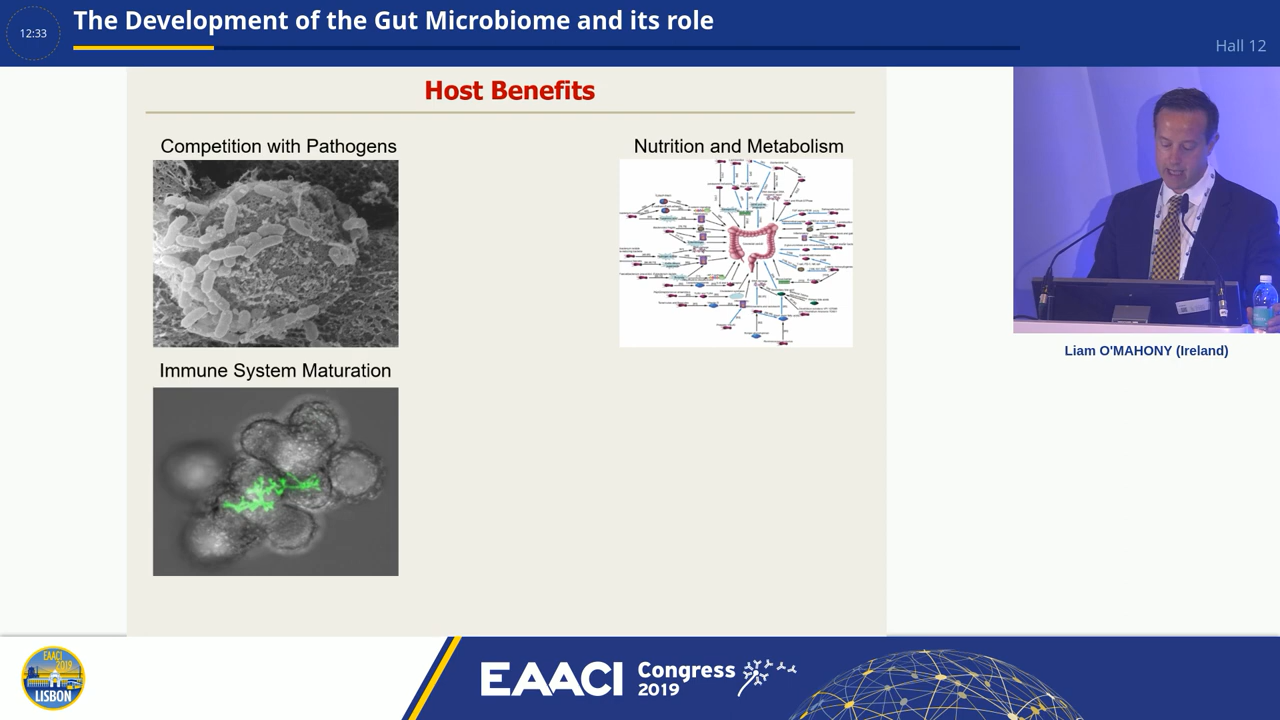 12:33
The Development of the Gut Microbiome and its role
Hall 12
Host Benefits
Competition with Pathogens
Nutrition and Metabolism
Immune System Maturation
Liam O'MAHONY (Ireland)
EAACI
2019
LISBON
EAACI Congress
2019